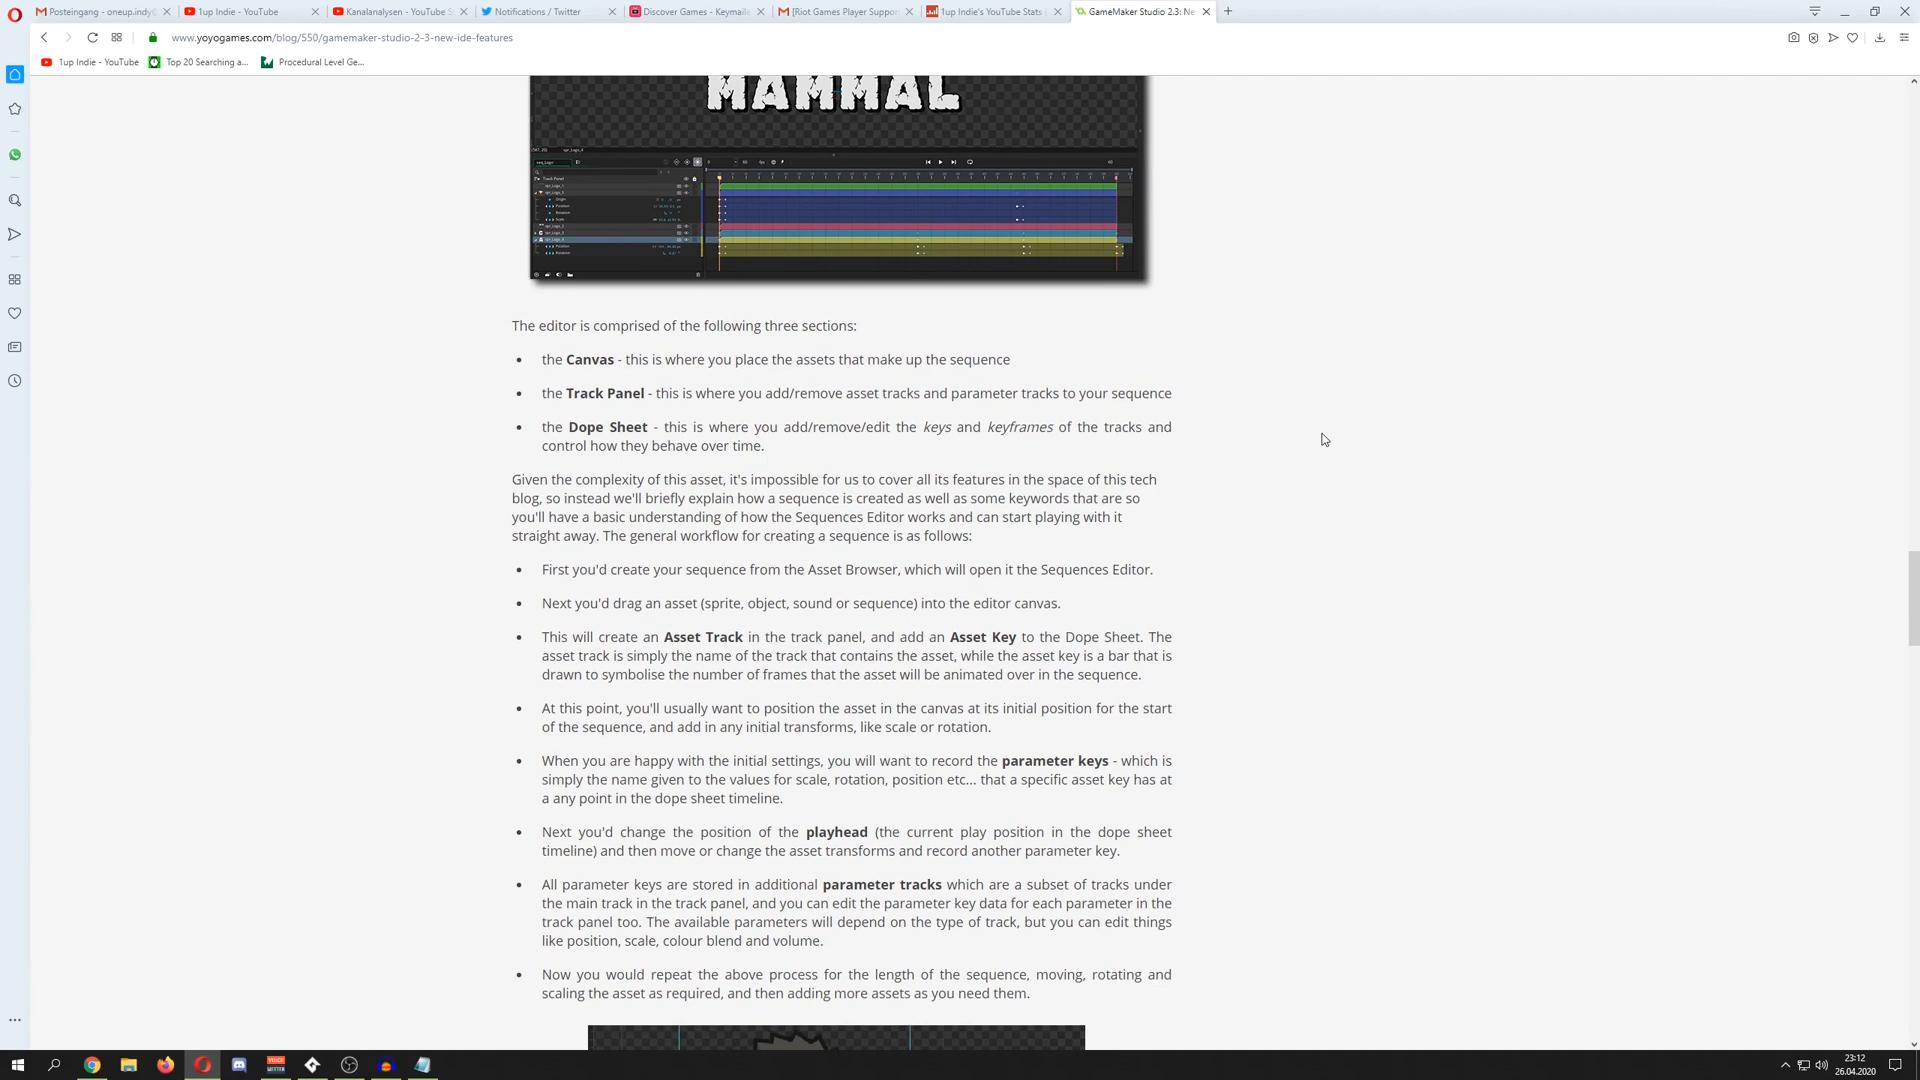 Posteingang - oneup.indy@
1up Indie - YouTube
Kanalanalysen - YouTube S
Notifications / Twitter
Discover Games - Keymaile
[Riot Games Player Suppor
1up Indie's YouTube Stats
GameMaker Studio 2.3: Ne
www.yoyogames.com/blog/550/gamemaker-studio-2-3-new-ide-features
1up Indie - YouTube
Top 20 Searching a...
Procedural Level Ge...
MAMMAL
Track Panel
The editor is comprised of the following three sections:
• the Canvas - this is where you place the assets that make up the sequence
• the Track Panel - this is where you add/remove asset tracks and parameter tracks to your sequence
• the Dope Sheet - this is where you add/remove/edit the keys and keyframes of the tracks and
control how they behave over time.
Given the complexity of this asset, it's impossible for us to cover all its features in the space of this tech
blog, so instead we'll briefly explain how a sequence is created as well as some keywords that are so
you'll have a basic understanding of how the Sequences Editor works and can start playing with it
straight away. The general workflow for creating a sequence is as follows:
• First you'd create your sequence from the Asset Browser, which will open it the Sequences Editor.
• Next you'd drag an asset (sprite, object, sound or sequence) into the editor canvas.
• This will create an Asset Track in the track panel, and add an Asset Key to the Dope Sheet. The
asset track is simply the name of the track that contains the asset, while the asset key is a bar that is
drawn to symbolise the number of frames that the asset will be animated over in the sequence.
• At this point, you'll usually want to position the asset in the canvas at its initial position for the start
of the sequence, and add in any initial transforms, like scale or rotation.
• When you are happy with the initial settings, you will want to record the parameter keys - which is
simply the name given to the values for scale, rotation, position etc... that a specific asset key has at
a any point in the dope sheet timeline.
• Next you'd change the position of the playhead (the current play position in the dope sheet
timeline) and then move or change the asset transforms and record another parameter key.
• All parameter keys are stored in additional parameter tracks which are a subset of tracks under
the main track in the track panel, and you can edit the parameter key data for each parameter in the
track panel too. The available parameters will depend on the type of track, but you can edit things
like position, scale, colour blend and volume.
• Now you would repeat the above process for the length of the sequence, moving, rotating and
scaling the asset as required, and then adding more assets as you need them.
23:12
26.04.2020